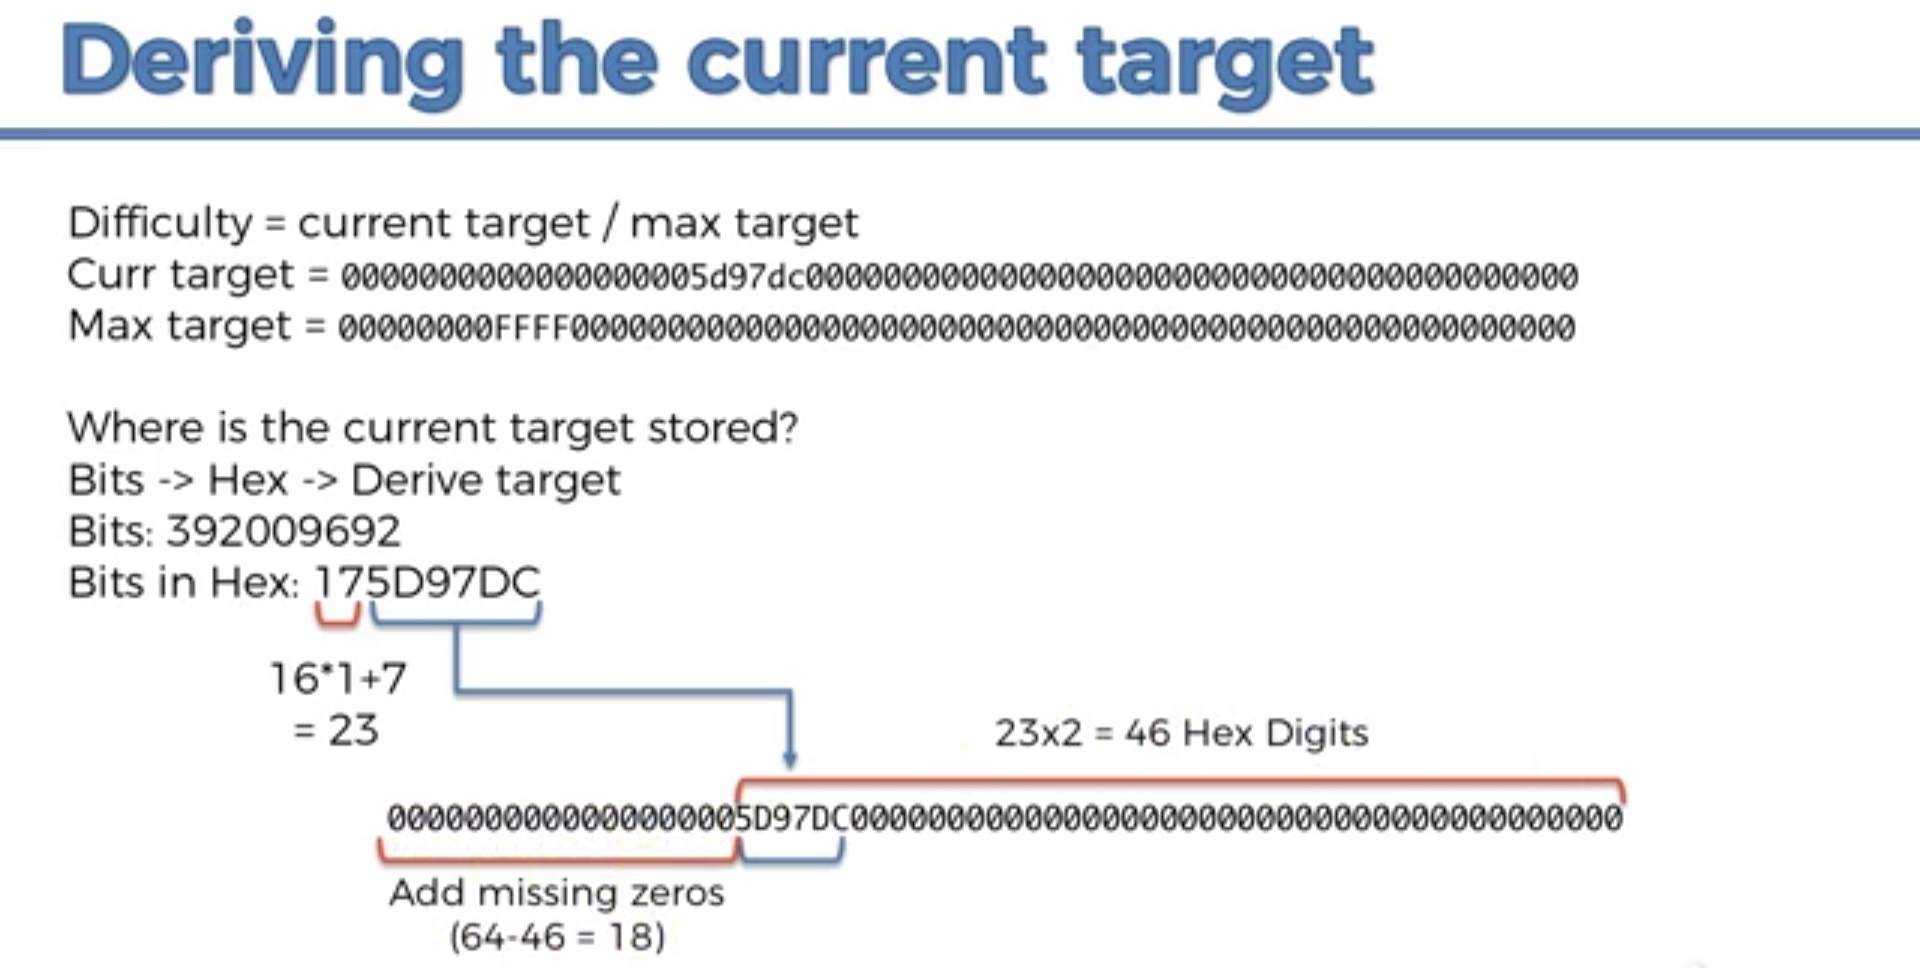 Deriving the current target
Difficulty = current target / max target
Curr target = 0000000000000000005d97dc0000000000000000000000000000000000000000
Max target = 00000000FFFF0000000000000000000000000000000000000000000000000000
Where is the current target stored?
Bits -> Hex -> Derive target
Bits: 392009692
Bits in Hex: 175D97DC
16*1+7
= 23
23x2 = 46 Hex Digits
0000000000000000005D97DC0000000000000000000000000000000000000000
Add missing zeros
(64-46 = 18)